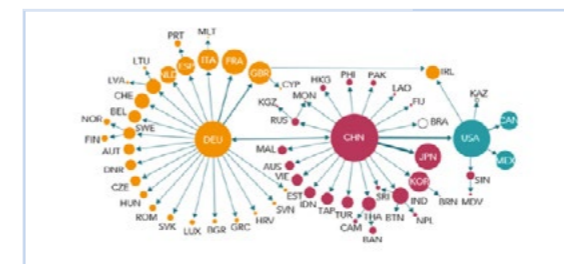 PRT
MLT
LTU
ESP
ITA
FRA
LVA
NLD
GBR
IRL
CHE
CYP
HKG
PHI
PAK
KAZ
BEL
KGZ
MON
LAO
NOR
SWE
RUS
FIJ
CAN
FIN
DEU
CHN
BRA
USA
AUT
MAL
JPN
MEX
DNR
AUS
CZE
VIE
KOR
SIN
HUN
EST
SRI
IND
BRN
MDV
ROM
SVN
IDN
TAP
TUR
THA
BTN
NPL
SVK
LUX
BGR
GRC
HRV
CAM
BAN